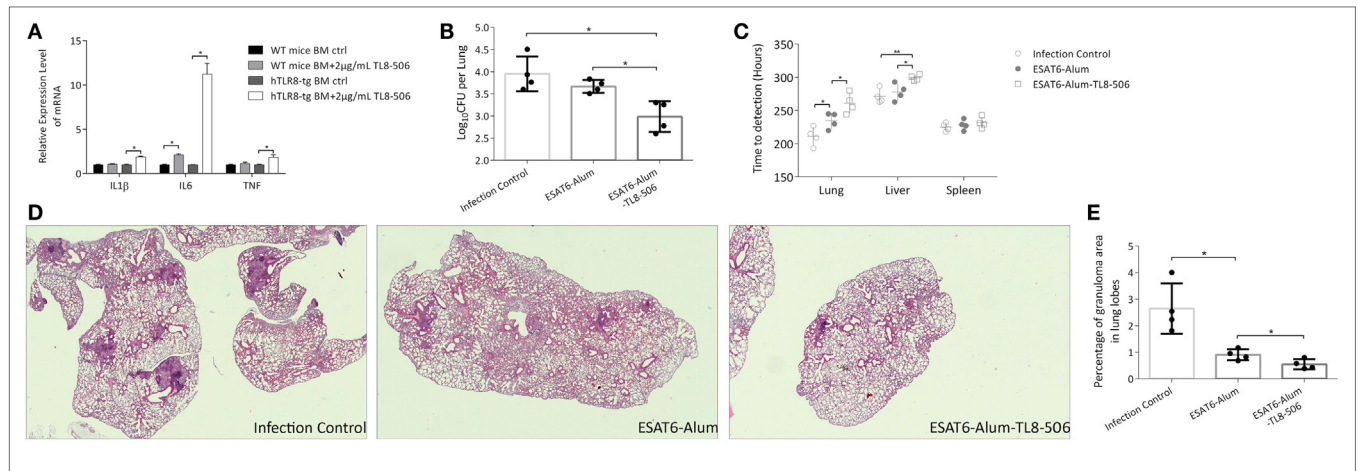 A
Relative Expression Level
of mRNA
15
10
5
0
IL1β
IL6
TNF
*
*
*
*
WT mice BM ctrl
WT mice BM+2μg/mL TL8-506
hTLR8-tg BM ctrl
hTLR8-tg BM+2μg/mL TL8-506
B
Log10CFU per Lung
5.0
4.5
4.0
3.5
3.0
2.5
2.0
*
*
Infection Control
ESAT6-Alum
ESAT6-Alum
-TL8-506
C
Time to detection (Hours)
350
300
250
200
150
*
*
**
*
Lung
Liver
Spleen
Infection Control
ESAT6-Alum
ESAT6-Alum-TL8-506
D
Infection Control
ESAT6-Alum
ESAT6-Alum-TL8-506
E
Percentage of granuloma area
in lung lobes
5
4
3
2
1
0
*
*
Infection Control
ESAT6-Alum
ESAT6-Alum
-TL8-506